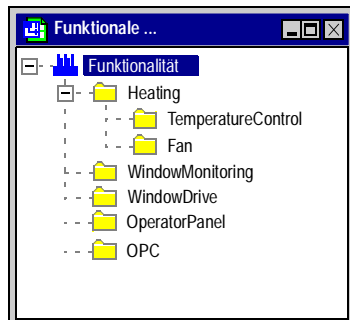 Funktionale ...
Funktionalität
Heating
TemperatureControl
Fan
WindowMonitoring
WindowDrive
OperatorPanel
OPC